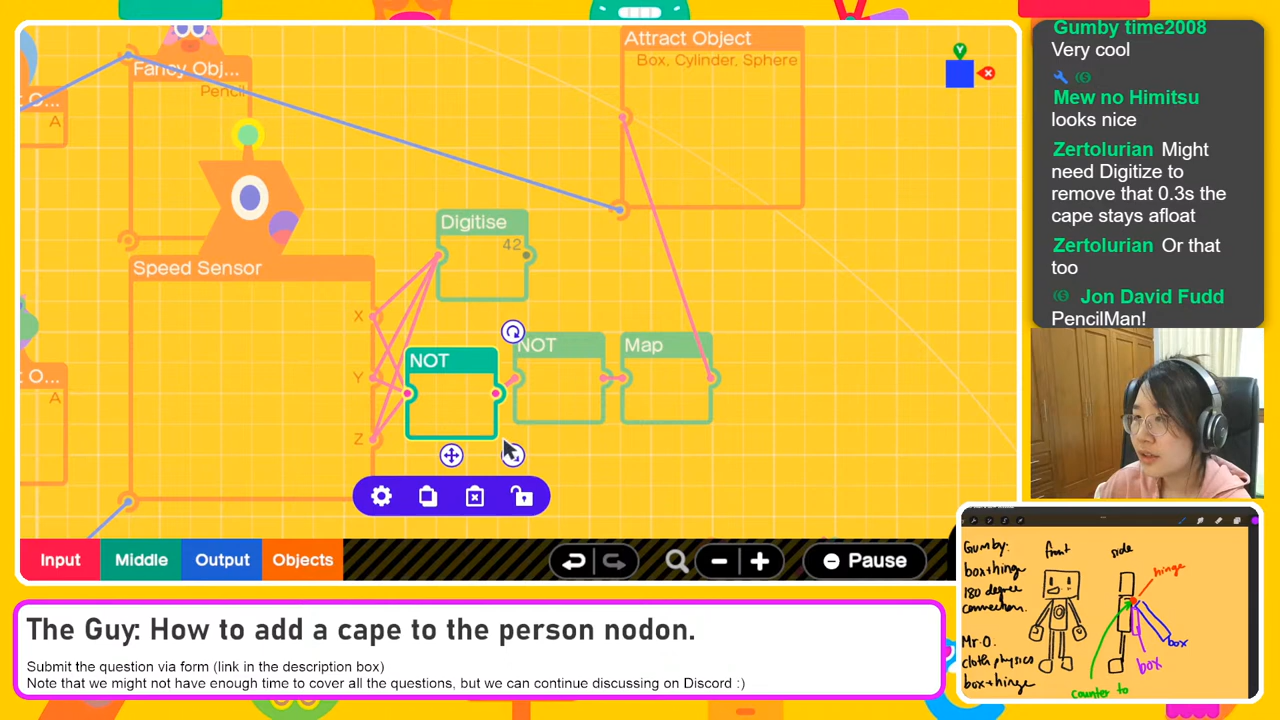 Fancy Obj...
Pencil
t O...
A
Attract Object
Box, Cylinder, Sphere
Y
X
Digitise
42
Speed Sensor
X
Y
Z
NOT
NOT
Map
t O...
A
Input
Middle
Output
Objects
Pause
The Guy: How to add a cape to the person nodon.
Submit the question via form (link in the description box)
Note that we might not have enough time to cover all the questions, but we can continue discussing on Discord :)
Gumby time2008
Very cool
Mew no Himitsu
looks nice
Zertolurian Might
need Digitize to
remove that 0.3s the
cape stays afloat
Zertolurian Or that
too
Jon David Fudd
PencilMan!
Gumby:
box+hinge
180 degree
connection.
Mr.O.
cloth physics
box+hinge
front
side
hinge
box
box
counter to